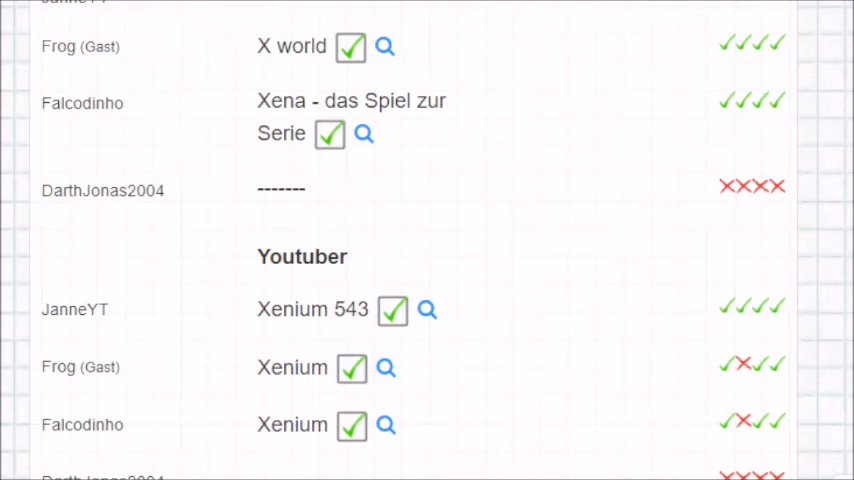 Frog (Gast) X world
Falcodinho Xena - das Spiel zur
Serie
DarthJonas2004 -------
Youtuber
JanneYT Xenium 543
Frog (Gast) Xenium
Falcodinho Xenium
DarthJonas2004